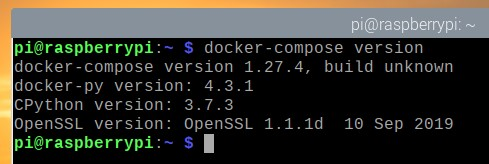 pi@raspberrypi: ~
pi@raspberrypi:~ $ docker-compose version
docker-compose version 1.27.4, build unknown
docker-py version: 4.3.1
CPython version: 3.7.3
OpenSSL version: OpenSSL 1.1.1d  10 Sep 2019
pi@raspberrypi:~ $